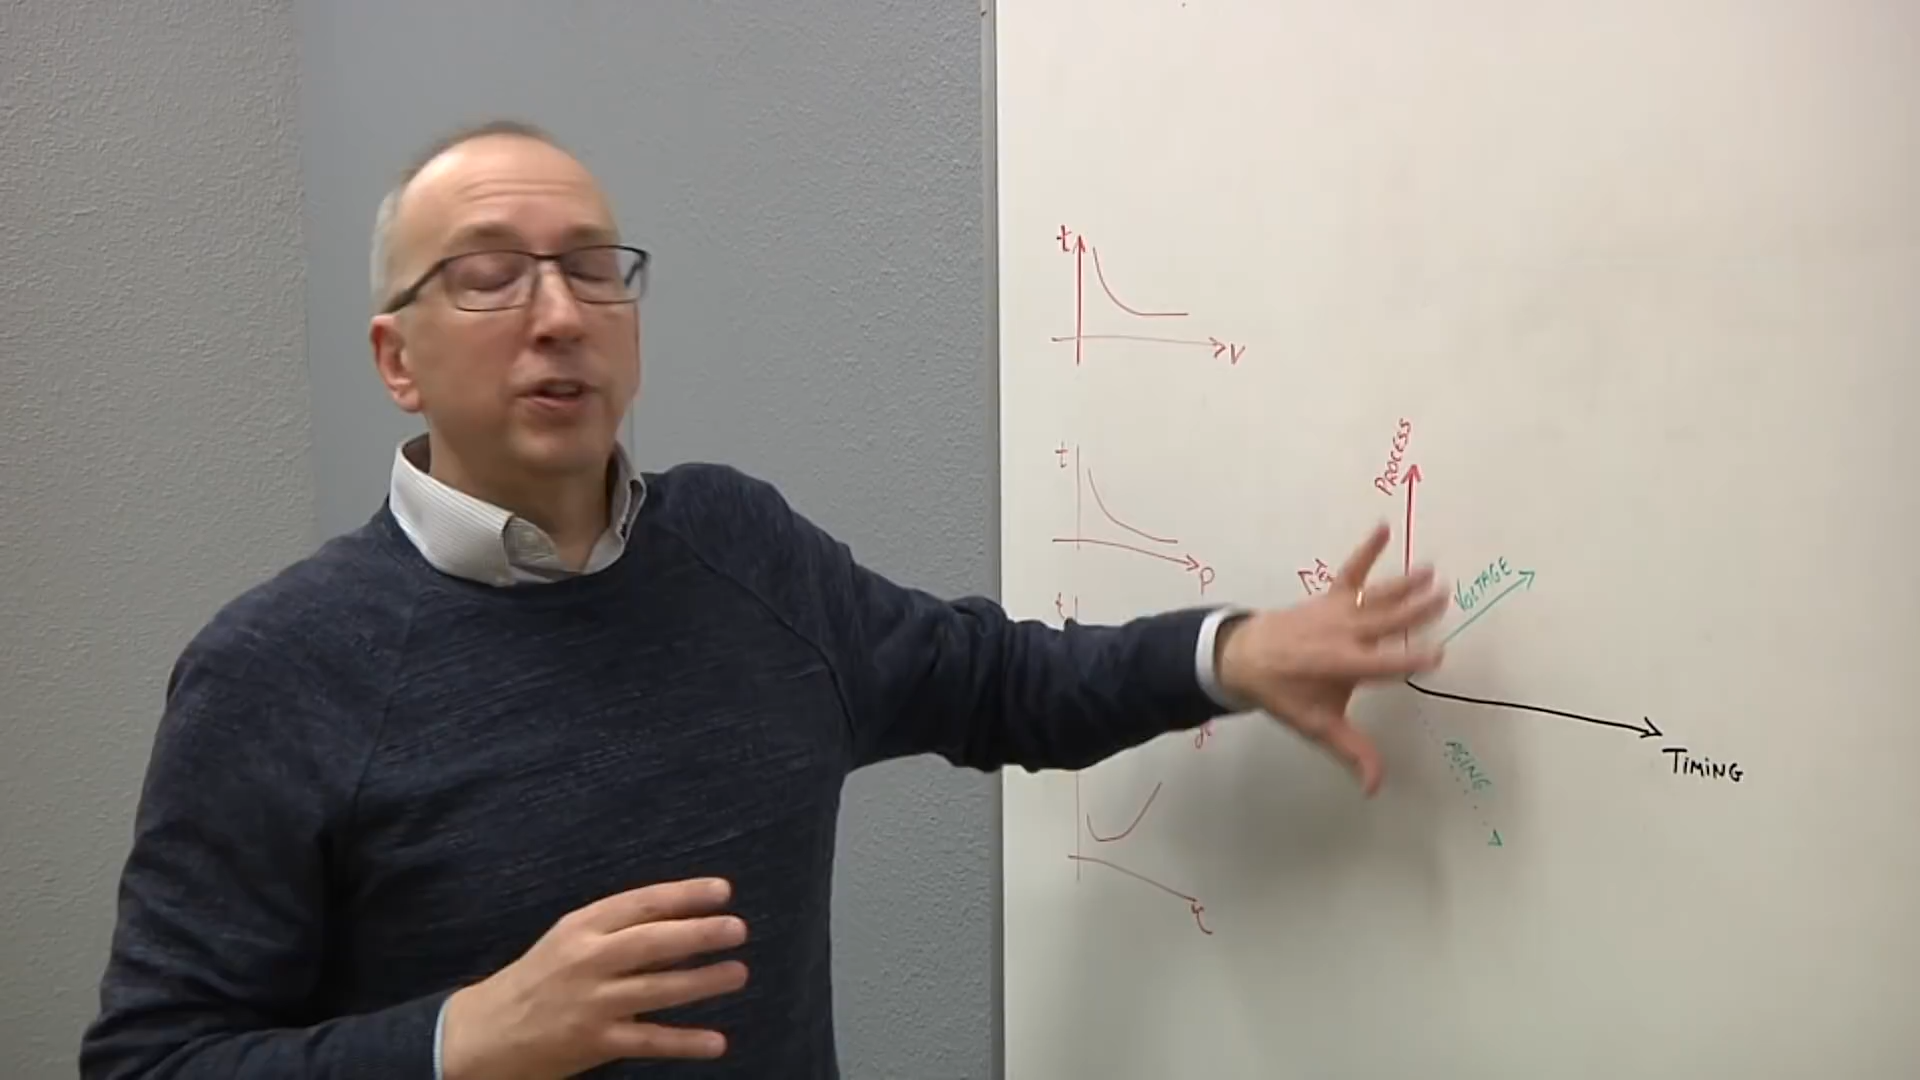 t
V
t
P
t
PROCESS
VOLTAGE
AGING
TIMING